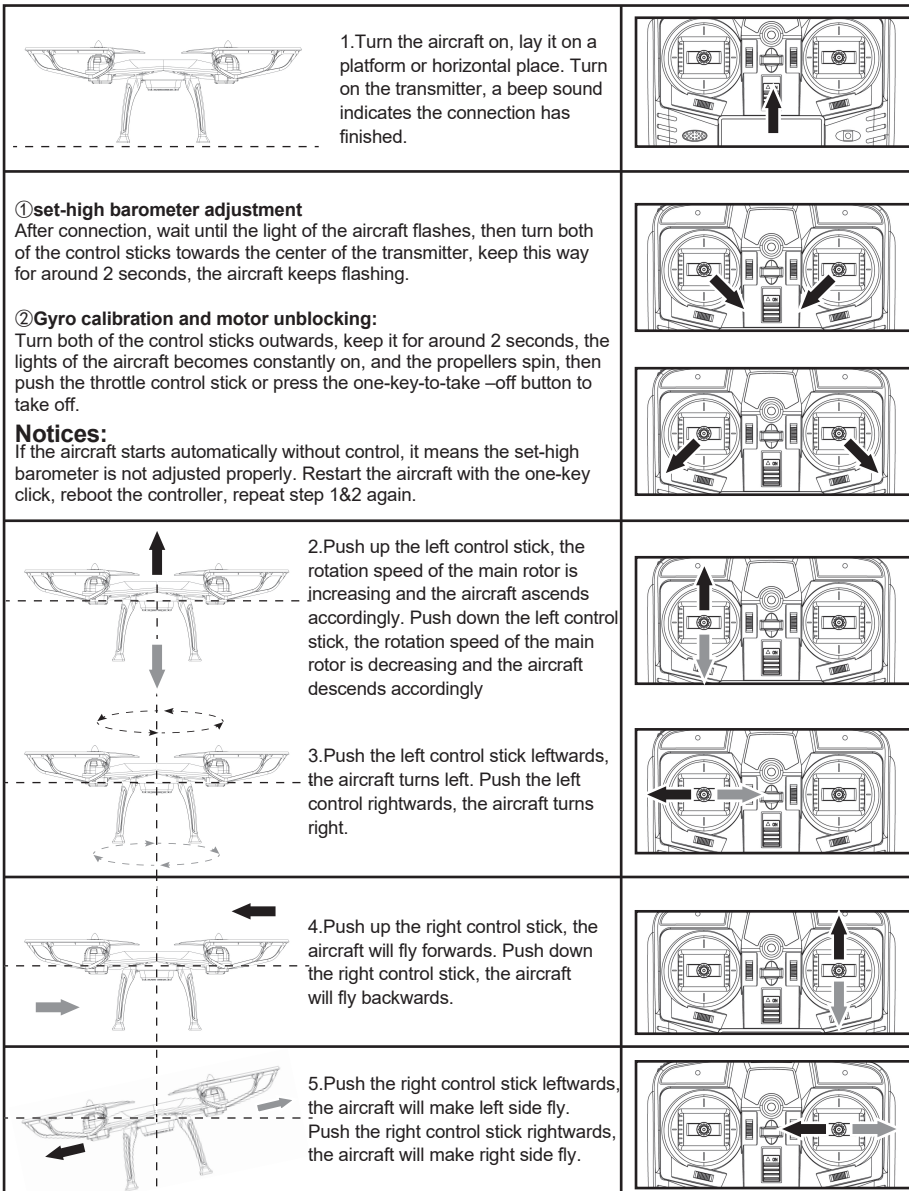 1.Turn the aircraft on, lay it on a
platform or horizontal place. Turn
on the transmitter, a beep sound
indicates the connection has
finished.
①set-high barometer adjustment
After connection, wait until the light of the aircraft flashes, then turn both
of the control sticks towards the center of the transmitter, keep this way
for around 2 seconds, the aircraft keeps flashing.
②Gyro calibration and motor unblocking:
Turn both of the control sticks outwards, keep it for around 2 seconds, the
lights of the aircraft becomes constantly on, and the propellers spin, then
push the throttle control stick or press the one-key-to-take –off button to
take off.
Notices:
If the aircraft starts automatically without control, it means the set-high
barometer is not adjusted properly. Restart the aircraft with the one-key
click, reboot the controller, repeat step 1&2 again.
2.Push up the left control stick, the
rotation speed of the main rotor is
increasing and the aircraft ascends
accordingly. Push down the left control
stick, the rotation speed of the main
rotor is decreasing and the aircraft
descends accordingly
3.Push the left control stick leftwards,
the aircraft turns left. Push the left
control rightwards, the aircraft turns
right.
4.Push up the right control stick, the
aircraft will fly forwards. Push down
the right control stick, the aircraft
will fly backwards.
5.Push the right control stick leftwards,
the aircraft will make left side fly.
Push the right control stick rightwards,
the aircraft will make right side fly.